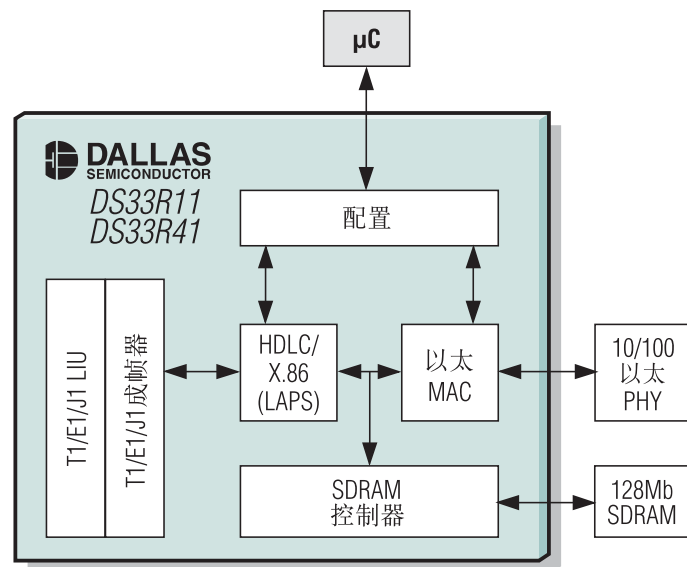 µC
DALLAS
SEMICONDUCTOR
DS33R11
DS33R41
配置
T1/E1/J1 LIU
T1/E1/J1成帧器
HDLC/
X.86
(LAPS)
以太
MAC
10/100
以太
PHY
SDRAM
控制器
128Mb
SDRAM